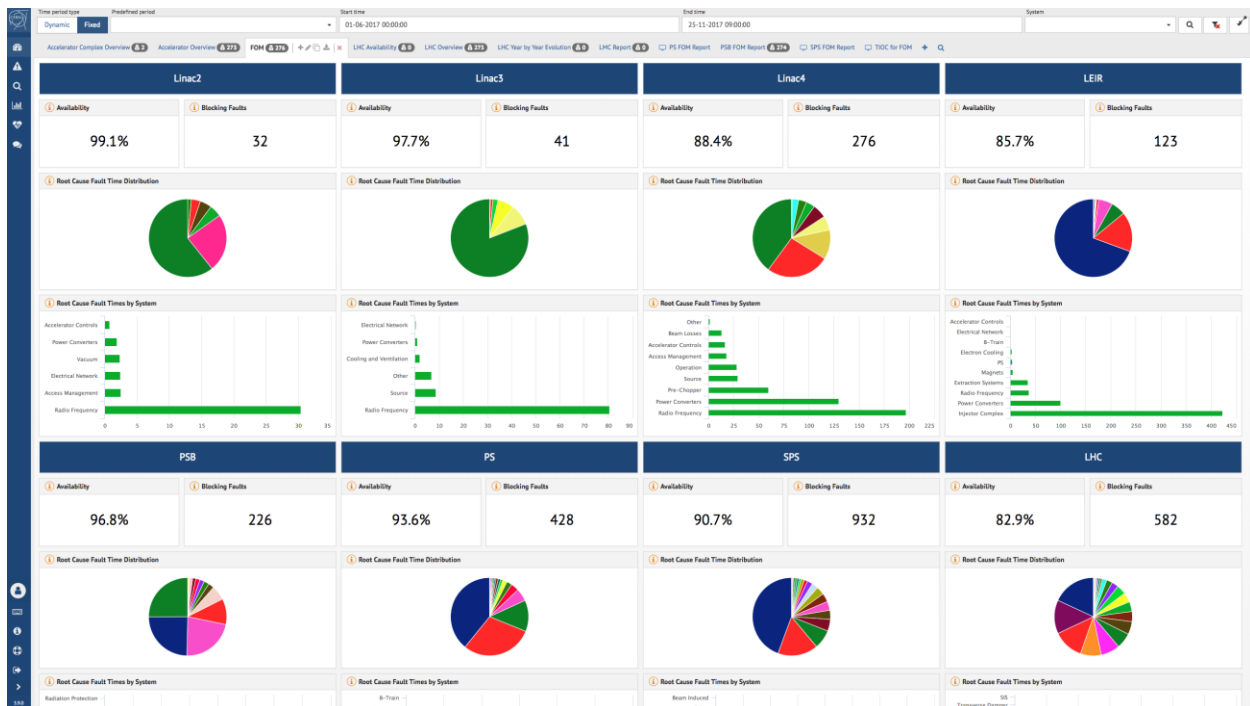 Time period type
Predefined period
Start time
End time
System
Dynamic
Fixed
01-06-2017 00:00:00
25-11-2017 09:00:00
Accelerator Complex Overview 2
Accelerator Overview 273
FOM 276
LHC Availability 0
LHC Overview 273
LHC Year by Year Evolution 0
LHC Report 0
PS FOM Report
PSB FOM Report 274
SPS FOM Report
TIOC for FOM
Linac2
Linac3
Linac4
LEIR
Availability
Blocking Faults
Availability
Blocking Faults
Availability
Blocking Faults
Availability
Blocking Faults
99.1%
32
97.7%
41
88.4%
276
85.7%
123
Root Cause Fault Time Distribution
Root Cause Fault Time Distribution
Root Cause Fault Time Distribution
Root Cause Fault Time Distribution
Root Cause Fault Times by System
Accelerator Controls
Power Converters
Vacuum
Electrical Network
Access Management
Radio Frequency
0 5 10 15 20 25 30 35
Root Cause Fault Times by System
Electrical Network
Power Converters
Cooling and Ventilation
Other
Source
Radio Frequency
0 10 20 30 40 50 60 70 80 90
Root Cause Fault Times by System
Other
Beam Losses
Accelerator Controls
Access Management
Operation
Source
Pre-Chopper
Power Converters
Radio Frequency
0 25 50 75 100 125 150 175 200 225
Root Cause Fault Times by System
Accelerator Controls
Electrical Network
B-Train
Electron Cooling
PS
Magnets
Extraction Systems
Radio Frequency
Power Converters
Injector Complex
0 50 100 150 200 250 300 350 400 450
PSB
PS
SPS
LHC
Availability
Blocking Faults
Availability
Blocking Faults
Availability
Blocking Faults
Availability
Blocking Faults
96.8%
226
93.6%
428
90.7%
932
82.9%
582
Root Cause Fault Time Distribution
Root Cause Fault Time Distribution
Root Cause Fault Time Distribution
Root Cause Fault Time Distribution
Root Cause Fault Times by System
Root Cause Fault Times by System
Root Cause Fault Times by System
Root Cause Fault Times by System
Radiation Protection
B-Train
Beam Induced
SIS
Transverse Damper